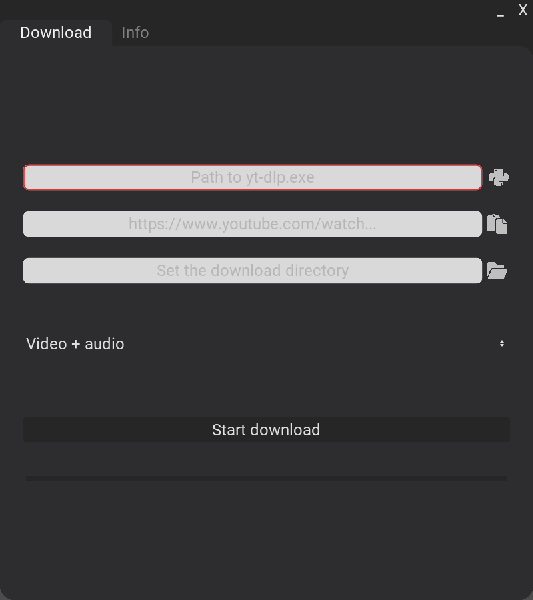 _ X
Download Info
Path to yt-dlp.exe
https://www.youtube.com/watch...
Set the download directory
Video + audio
Start download